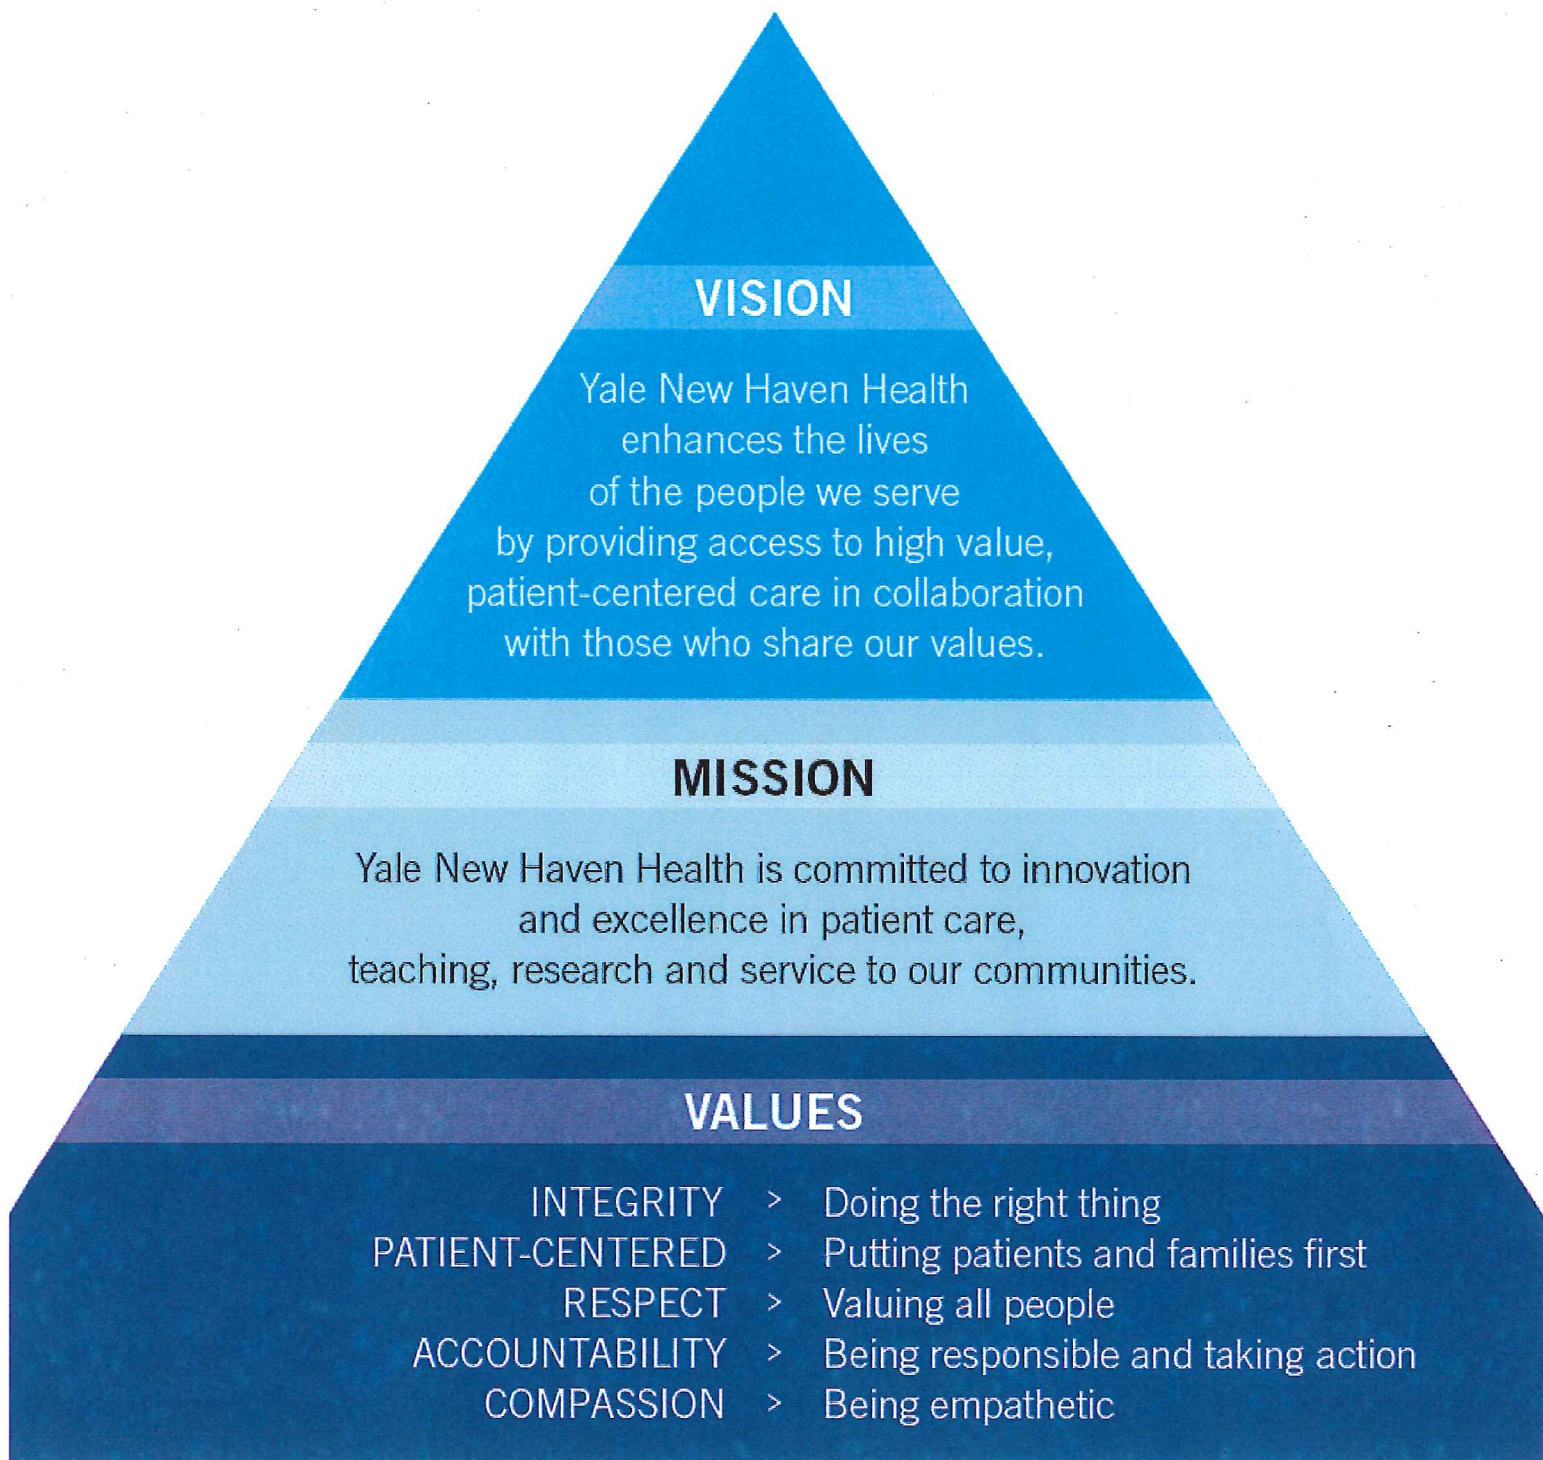 VISION
Yale New Haven Health
enhances the lives
of the people we serve
by providing access to high value,
patient-centered care in collaboration
with those who share our values.
MISSION
Yale New Haven Health is committed to innovation
and excellence in patient care,
teaching, research and service to our communities.
VALUES
INTEGRITY > Doing the right thing
PATIENT-CENTERED > Putting patients and families first
RESPECT > Valuing all people
ACCOUNTABILITY > Being responsible and taking action
COMPASSION > Being empathetic